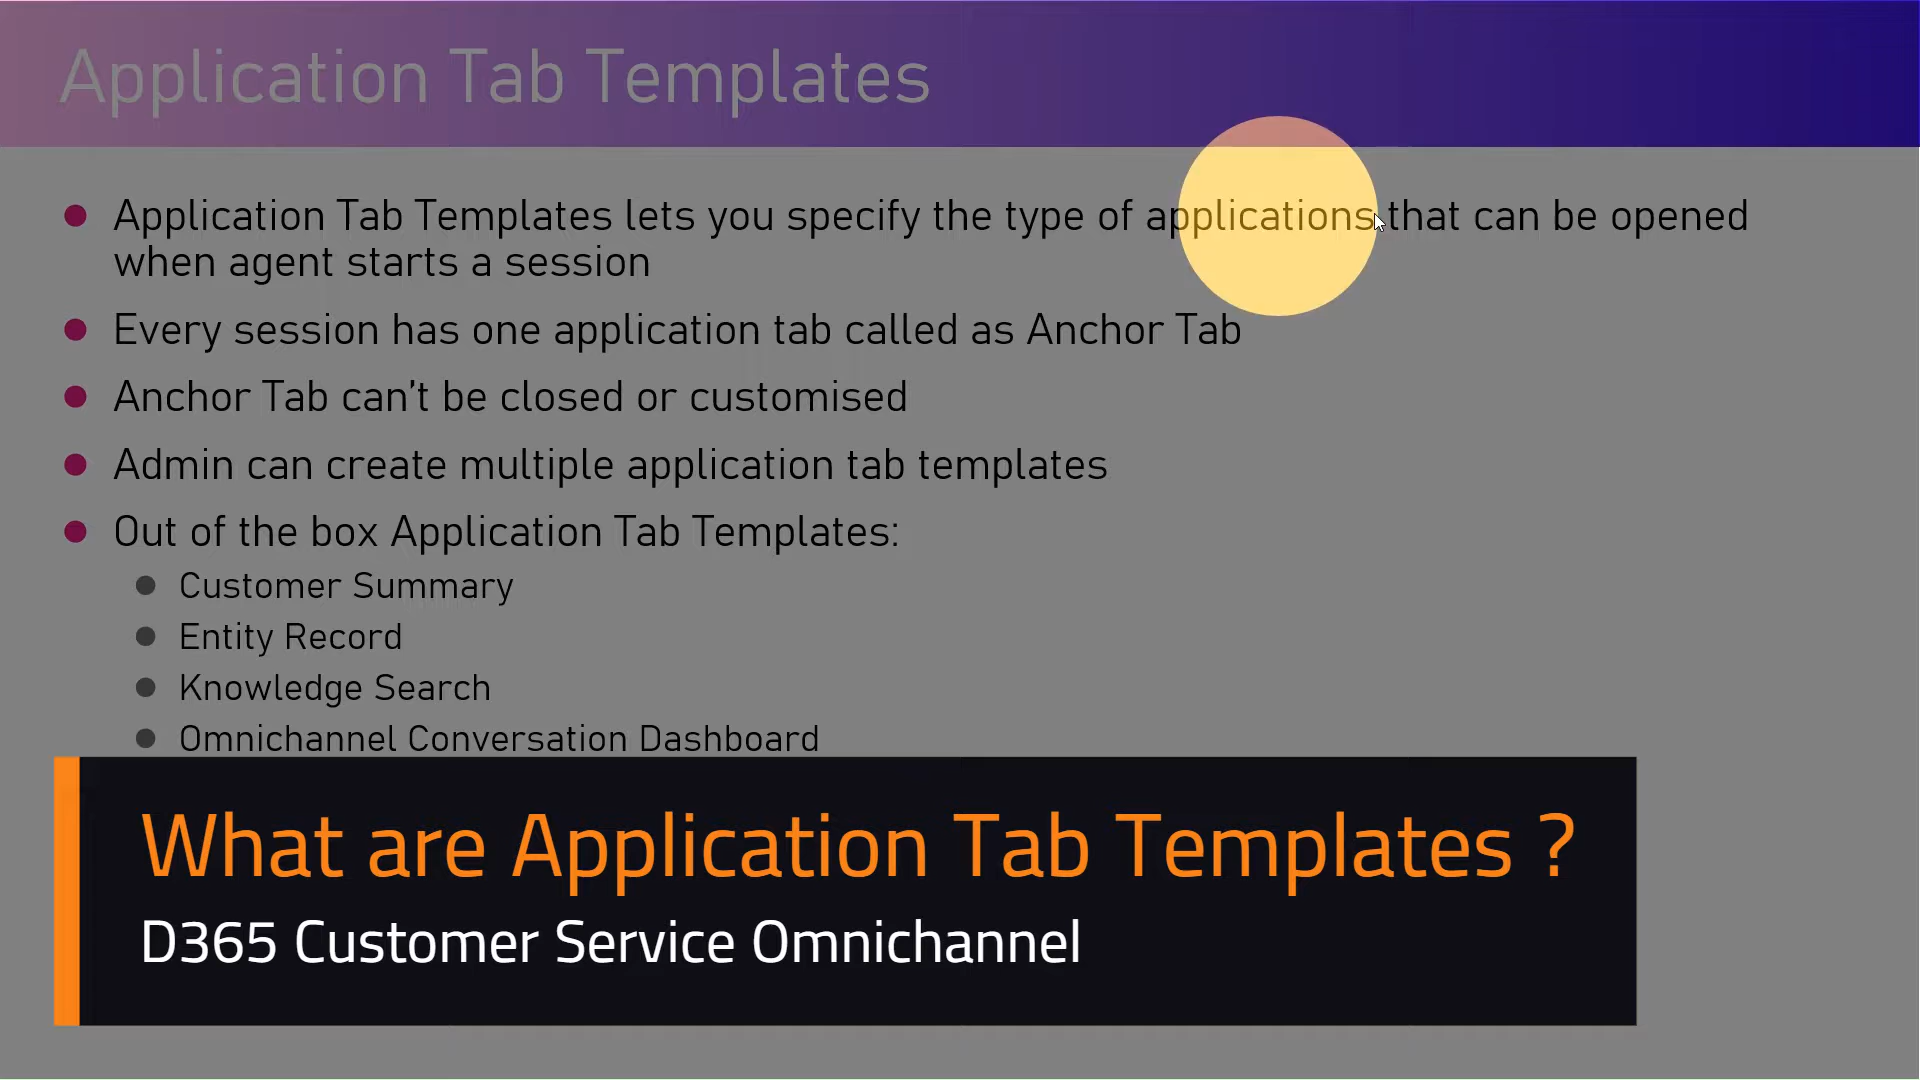 Application Tab Templates
Application Tab Templates lets you specify the type of applications that can be opened
when agent starts a session
Every session has one application tab called as Anchor Tab
Anchor Tab can't be closed or customised
Admin can create multiple application tab templates
Out of the box Application Tab Templates:
Customer Summary
Entity Record
Knowledge Search
Omnichannel Conversation Dashboard
What are Application Tab Templates ?
D365 Customer Service Omnichannel